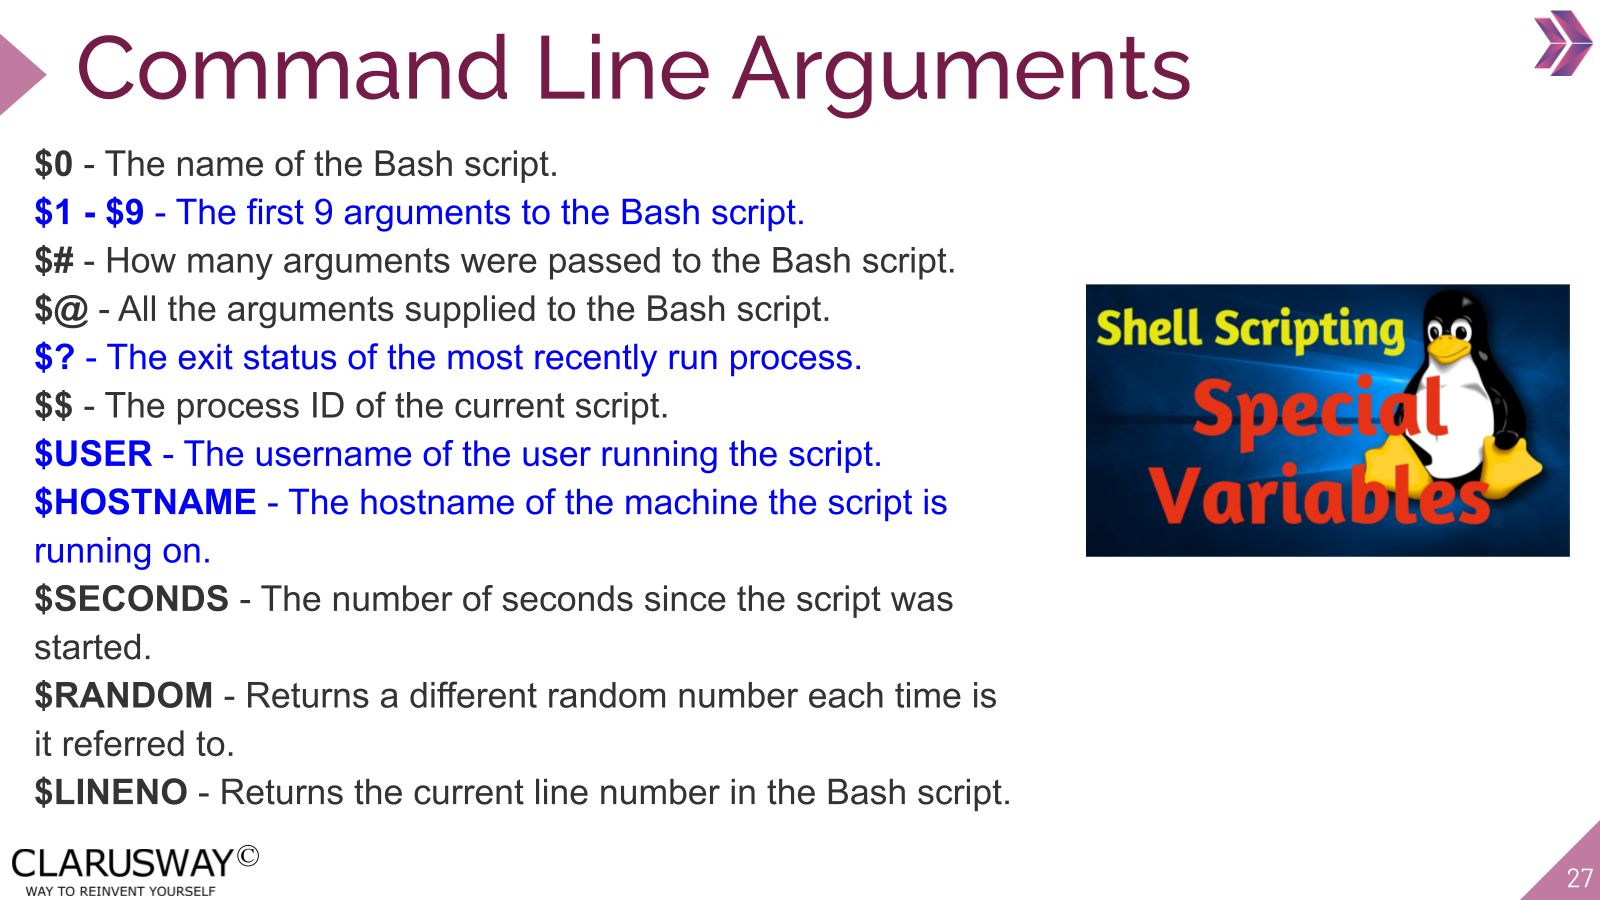 Command Line Arguments
$0 - The name of the Bash script.
$1 - $9 - The first 9 arguments to the Bash script.
$# - How many arguments were passed to the Bash script.
$@ - All the arguments supplied to the Bash script.
$? - The exit status of the most recently run process.
$$ - The process ID of the current script.
$USER - The username of the user running the script.
$HOSTNAME - The hostname of the machine the script is
running on.
$SECONDS - The number of seconds since the script was
started.
$RANDOM - Returns a different random number each time is
it referred to.
$LINENO - Returns the current line number in the Bash script.
Shell Scripting
Special
Variables
CLARUSWAY©
WAY TO REINVENT YOURSELF
27